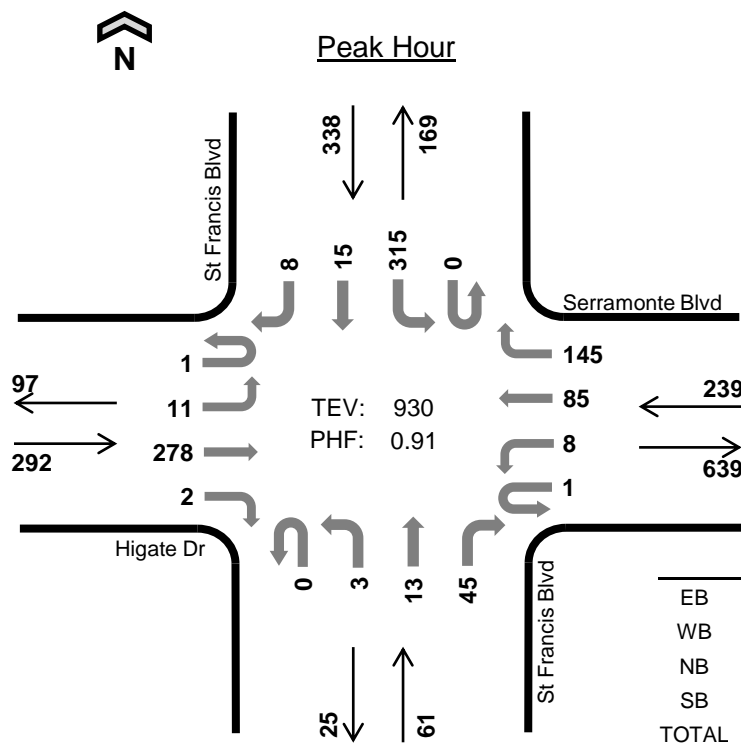 N
Peak Hour
338
169
St Francis Blvd
8
15
315
0
Serramonte Blvd
1
145
97
11
TEV: 930
85
239
292
278
PHF: 0.91
8
639
2
1
Higate Dr
0
3
13
45
St Francis Blvd
EB
WB
NB
SB
TOTAL
25
61